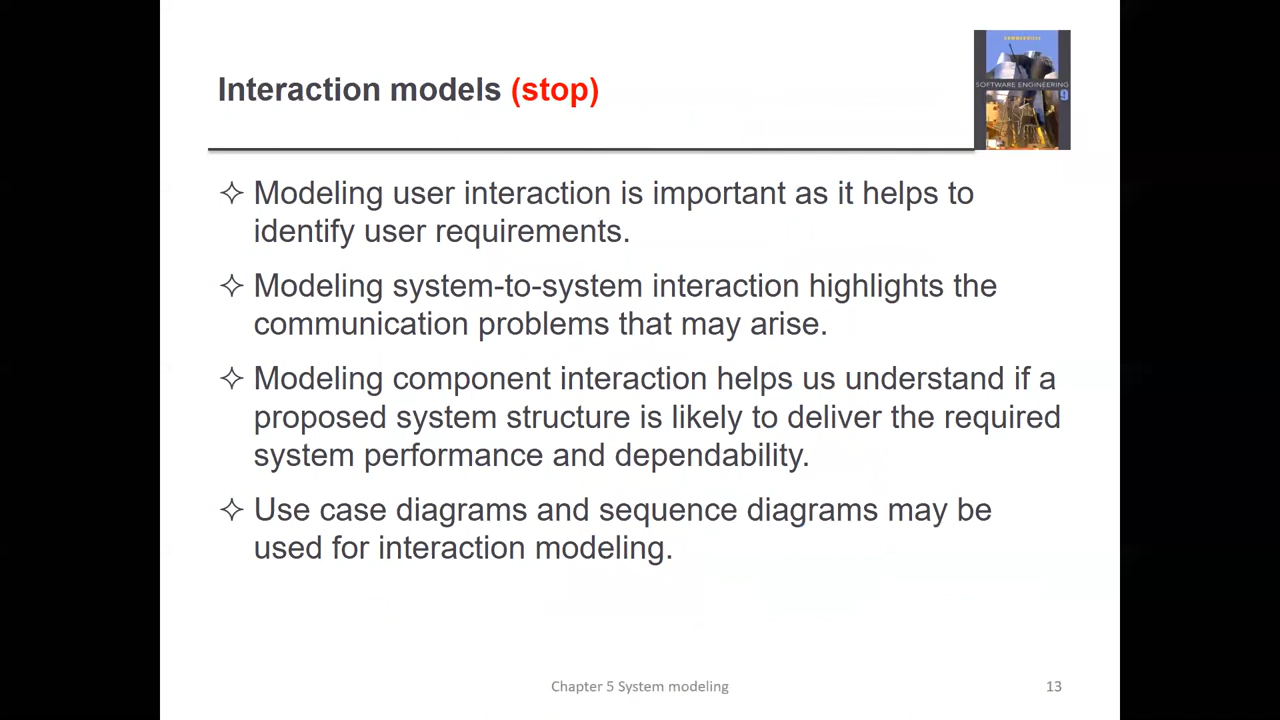 SOMMERVILLE
SOFTWARE ENGINEERING
9
Interaction models (stop)
✧ Modeling user interaction is important as it helps to
identify user requirements.
✧ Modeling system-to-system interaction highlights the
communication problems that may arise.
✧ Modeling component interaction helps us understand if a
proposed system structure is likely to deliver the required
system performance and dependability.
✧ Use case diagrams and sequence diagrams may be
used for interaction modeling.
Chapter 5 System modeling
13